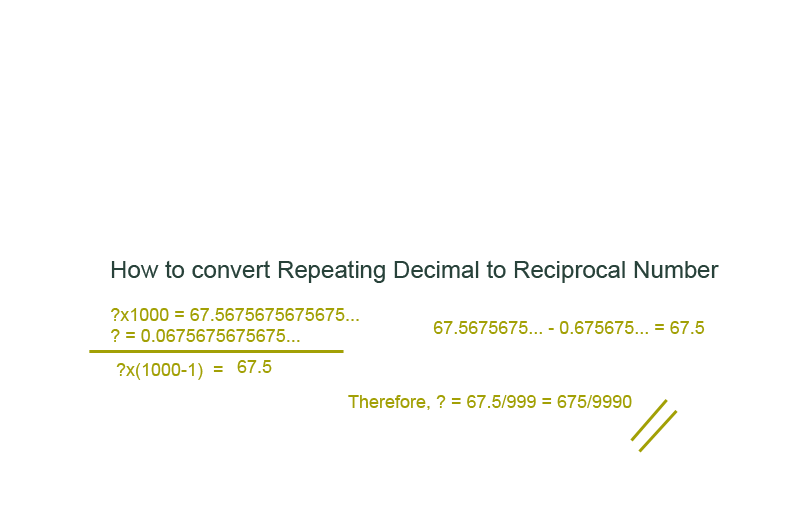 How to convert Repeating Decimal to Reciprocal Number
?x1000 = 67.5675675675675...
? = 0.0675675675675...
67.5675675... - 0.675675... = 67.5
?x(1000-1) = 67.5
Therefore, ? = 67.5/999 = 675/9990